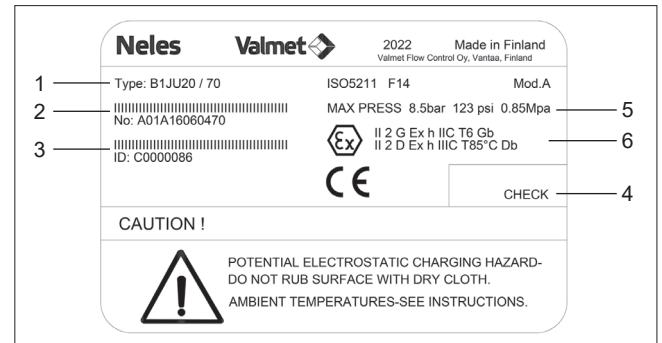 Neles Valmet 2022 Made in Finland
Valmet Flow Control Oy, Vantaa, Finland
1 Type: B1JU20 / 70 ISO5211 F14 Mod.A
2 No: A01A16060470 MAX PRESS 8.5bar 123 psi 0.85Mpa 5
Ex II 2 G Ex h IIC T6 Gb
II 2 D Ex h IIIC T85°C Db 6
3 ID: C0000086
CE
CHECK 4
CAUTION !
POTENTIAL ELECTROSTATIC CHARGING HAZARD-
DO NOT RUB SURFACE WITH DRY CLOTH.
AMBIENT TEMPERATURES-SEE INSTRUCTIONS.